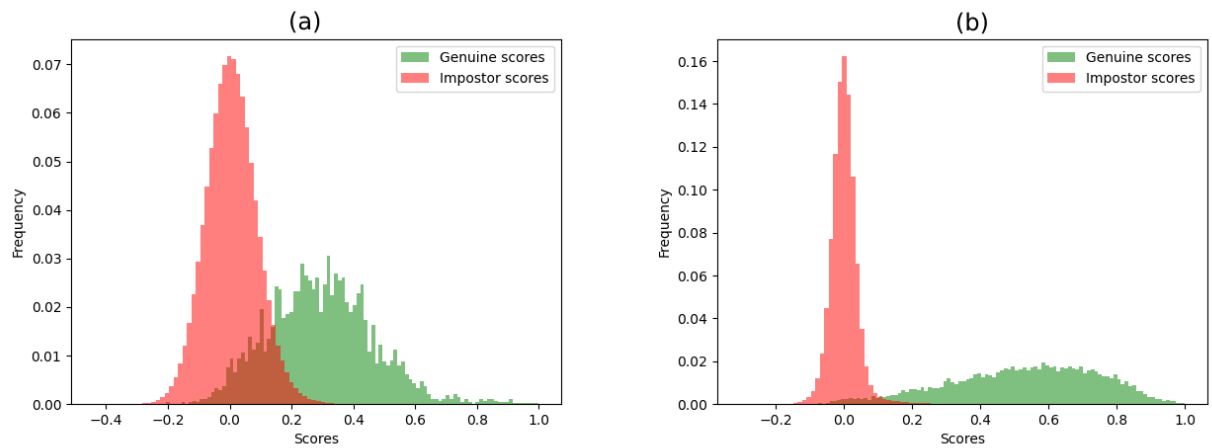 (a)
Genuine scores
Impostor scores
Frequency
0.07
0.06
0.05
0.04
0.03
0.02
0.01
0.00
−0.4 −0.2 0.0 0.2 0.4 0.6 0.8 1.0
Scores
(b)
Genuine scores
Impostor scores
Frequency
0.16
0.14
0.12
0.10
0.08
0.06
0.04
0.02
0.00
−0.2 0.0 0.2 0.4 0.6 0.8 1.0
Scores